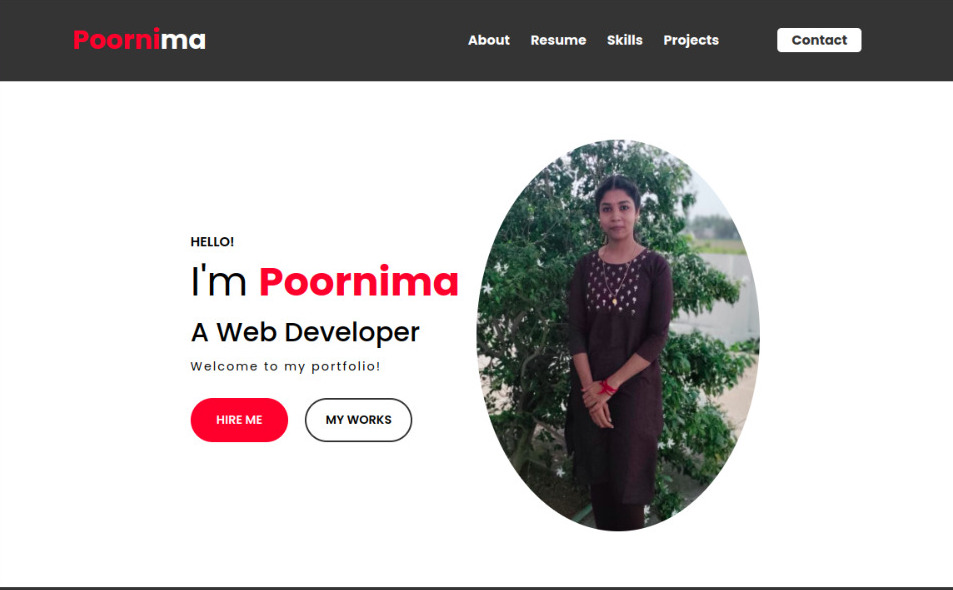 Poornima
About Resume Skills Projects Contact
HELLO!
I'm Poornima
A Web Developer
Welcome to my portfolio!
HIRE ME MY WORKS